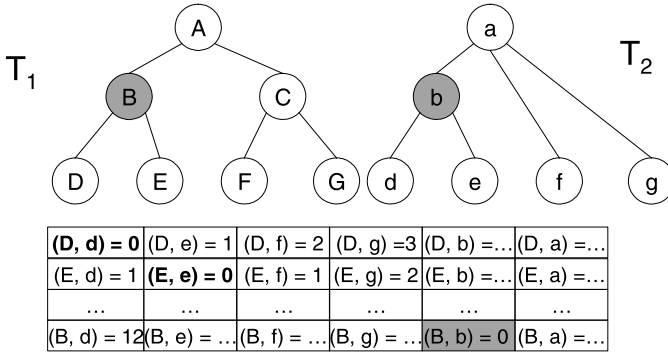 A a
T1 T2
B C b
D E F G d e f g
(D, d) = 0 (D, e) = 1 (D, f) = 2 (D, g) =3 (D, b) =... (D, a) =...
(E, d) = 1 (E, e) = 0 (E, f) = 1 (E, g) = 2 (E, b) =... (E, a) =...
... ... ... ... ... ...
(B, d) = 12 (B, e) = ... (B, f) = ... (B, g) = ... (B, b) = 0 (B, a) =...